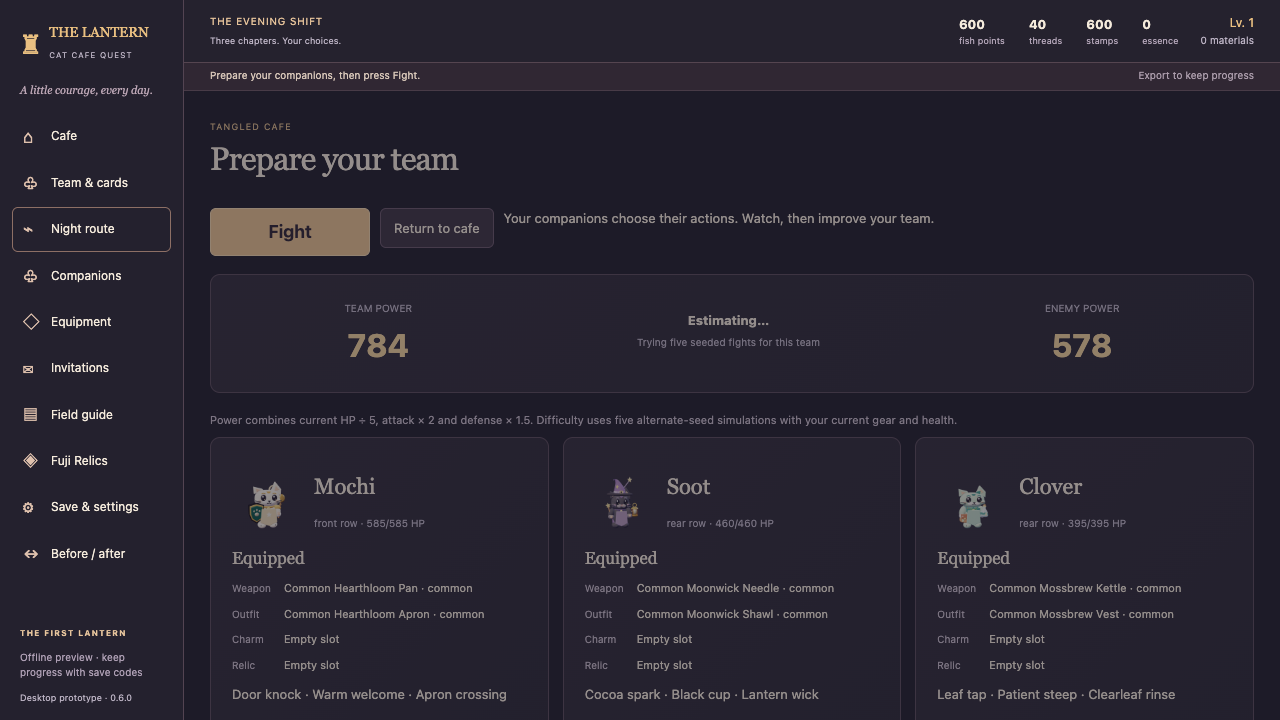 THE LANTERN
CAT CAFE QUEST
A little courage, every day.
Cafe
Team & cards
Night route
Companions
Equipment
Invitations
Field guide
Fuji Relics
Save & settings
Before / after
THE FIRST LANTERN
Offline preview · keep
progress with save codes
Desktop prototype · 0.6.0
THE EVENING SHIFT
Three chapters. Your choices.
600 40 600 0 Lv. 1
fish points threads stamps essence 0 materials
Prepare your companions, then press Fight. Export to keep progress
TANGLED CAFE
Prepare your team
Fight Return to cafe Your companions choose their actions. Watch, then improve your team.
TEAM POWER
784
Estimating...
Trying five seeded fights for this team
ENEMY POWER
578
Power combines current HP ÷ 5, attack × 2 and defense × 1.5. Difficulty uses five alternate-seed simulations with your current gear and health.
Mochi
front row · 585/585 HP
Equipped
Weapon Common Hearthloom Pan · common
Outfit Common Hearthloom Apron · common
Charm Empty slot
Relic Empty slot
Door knock · Warm welcome · Apron crossing
Soot
rear row · 460/460 HP
Equipped
Weapon Common Moonwick Needle · common
Outfit Common Moonwick Shawl · common
Charm Empty slot
Relic Empty slot
Cocoa spark · Black cup · Lantern wick
Clover
rear row · 395/395 HP
Equipped
Weapon Common Mossbrew Kettle · common
Outfit Common Mossbrew Vest · common
Charm Empty slot
Relic Empty slot
Leaf tap · Patient steep · Clearleaf rinse